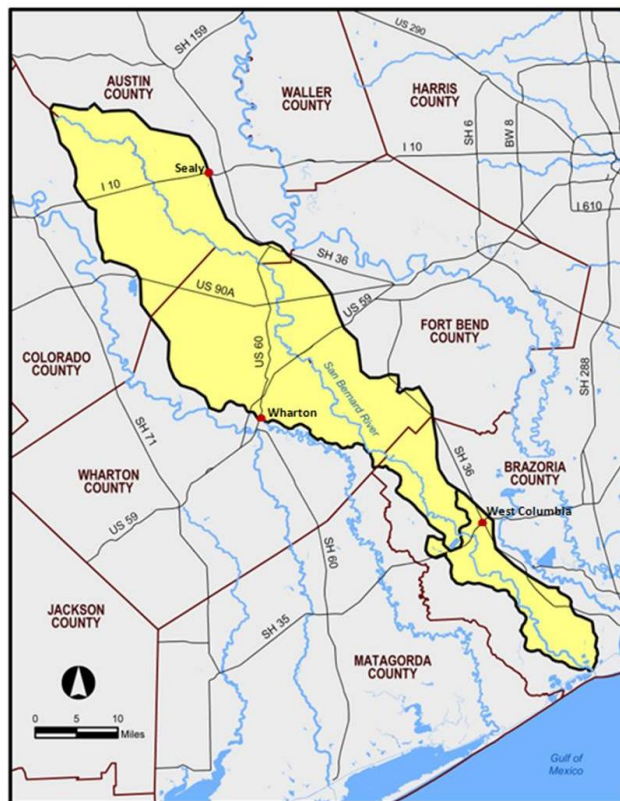 SH 159
US 290
AUSTIN
COUNTY
WALLER
COUNTY
HARRIS
COUNTY
SH 6
BW 8
Sealy
I 10
I 10
I 610
SH 36
US 90A
US 59
FORT BEND
COUNTY
COLORADO
COUNTY
US 60
San Bernard River
SH 288
Wharton
SH 71
SH 36
BRAZORIA
COUNTY
WHARTON
COUNTY
West Columbia
US 59
SH 60
JACKSON
COUNTY
SH 35
MATAGORDA
COUNTY
0 5 10
Miles
Gulf of
Mexico